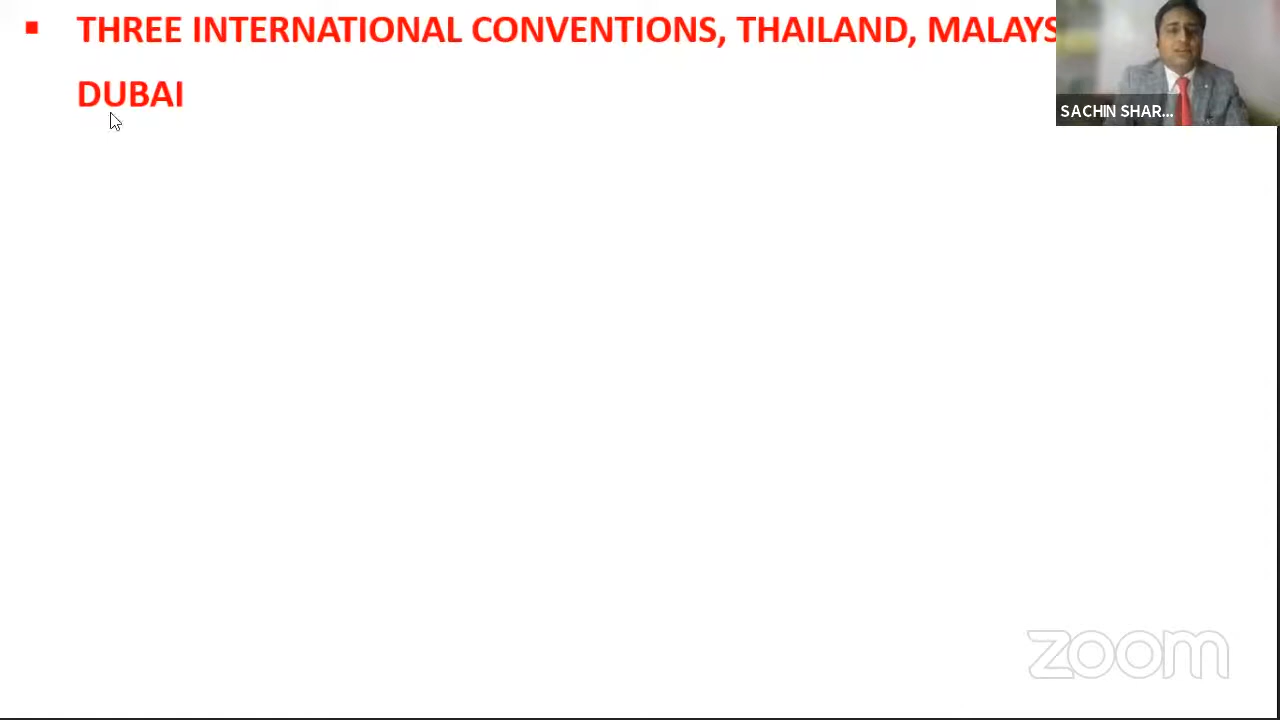 ▪ THREE INTERNATIONAL CONVENTIONS, THAILAND, MALAYS
DUBAI
SACHIN SHAR...
zoom